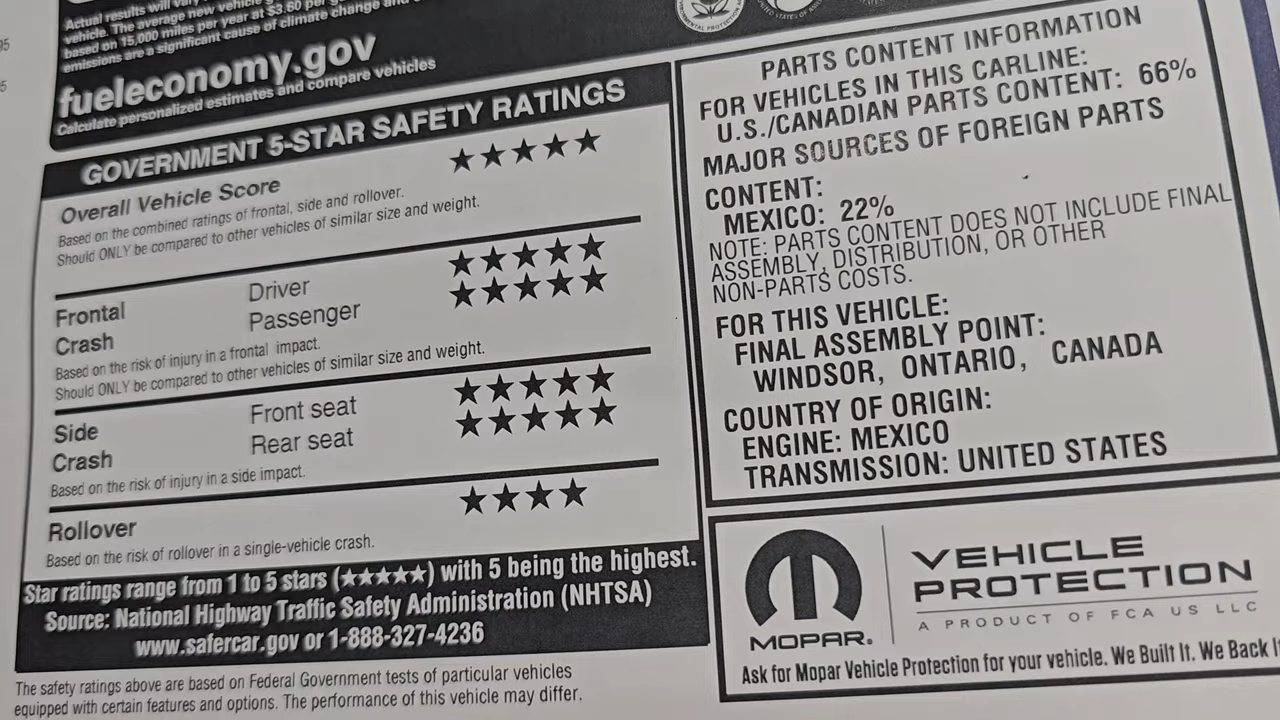 Actual results will vary
vehicle. The average new vehicle
based on 15,000 miles per year at $3.60 per
emissions are a significant cause of climate change and
fueleconomy.gov
Calculate personalized estimates and compare vehicles
GOVERNMENT 5-STAR SAFETY RATINGS
Overall Vehicle Score ★★★★★
Based on the combined ratings of frontal, side and rollover.
Should ONLY be compared to other vehicles of similar size and weight.
Frontal Driver ★★★★★
Crash Passenger ★★★★★
Based on the risk of injury in a frontal impact.
Should ONLY be compared to other vehicles of similar size and weight.
Side Front seat ★★★★★
Crash Rear seat ★★★★★
Based on the risk of injury in a side impact.
Rollover ★★★★
Based on the risk of rollover in a single-vehicle crash.
Star ratings range from 1 to 5 stars (★★★★★) with 5 being the highest.
Source: National Highway Traffic Safety Administration (NHTSA)
www.safercar.gov or 1-888-327-4236
The safety ratings above are based on Federal Government tests of particular vehicles
equipped with certain features and options. The performance of this vehicle may differ.
PARTS CONTENT INFORMATION
FOR VEHICLES IN THIS CARLINE:
U.S./CANADIAN PARTS CONTENT: 66%
MAJOR SOURCES OF FOREIGN PARTS
CONTENT:
MEXICO: 22%
NOTE: PARTS CONTENT DOES NOT INCLUDE FINAL
ASSEMBLY, DISTRIBUTION, OR OTHER
NON-PARTS COSTS.
FOR THIS VEHICLE:
FINAL ASSEMBLY POINT:
WINDSOR, ONTARIO, CANADA
COUNTRY OF ORIGIN:
ENGINE: MEXICO
TRANSMISSION: UNITED STATES
MOPAR®
VEHICLE
PROTECTION
A PRODUCT OF FCA US LLC
Ask for Mopar Vehicle Protection for your vehicle. We Built It. We Back